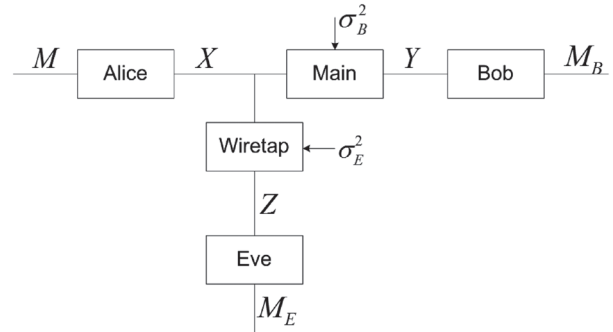 σ_B^2
M Alice X Main Y Bob M_B
Wiretap σ_E^2
Z
Eve
M_E